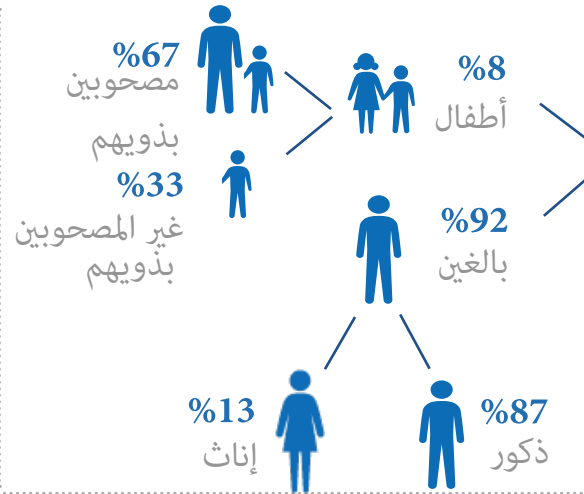 %8
أطفال
%67
مصحوبين
بذويهم
%33
غير المصحوبين
بذويهم
%92
بالغين
%87
ذكور
%13
إناث